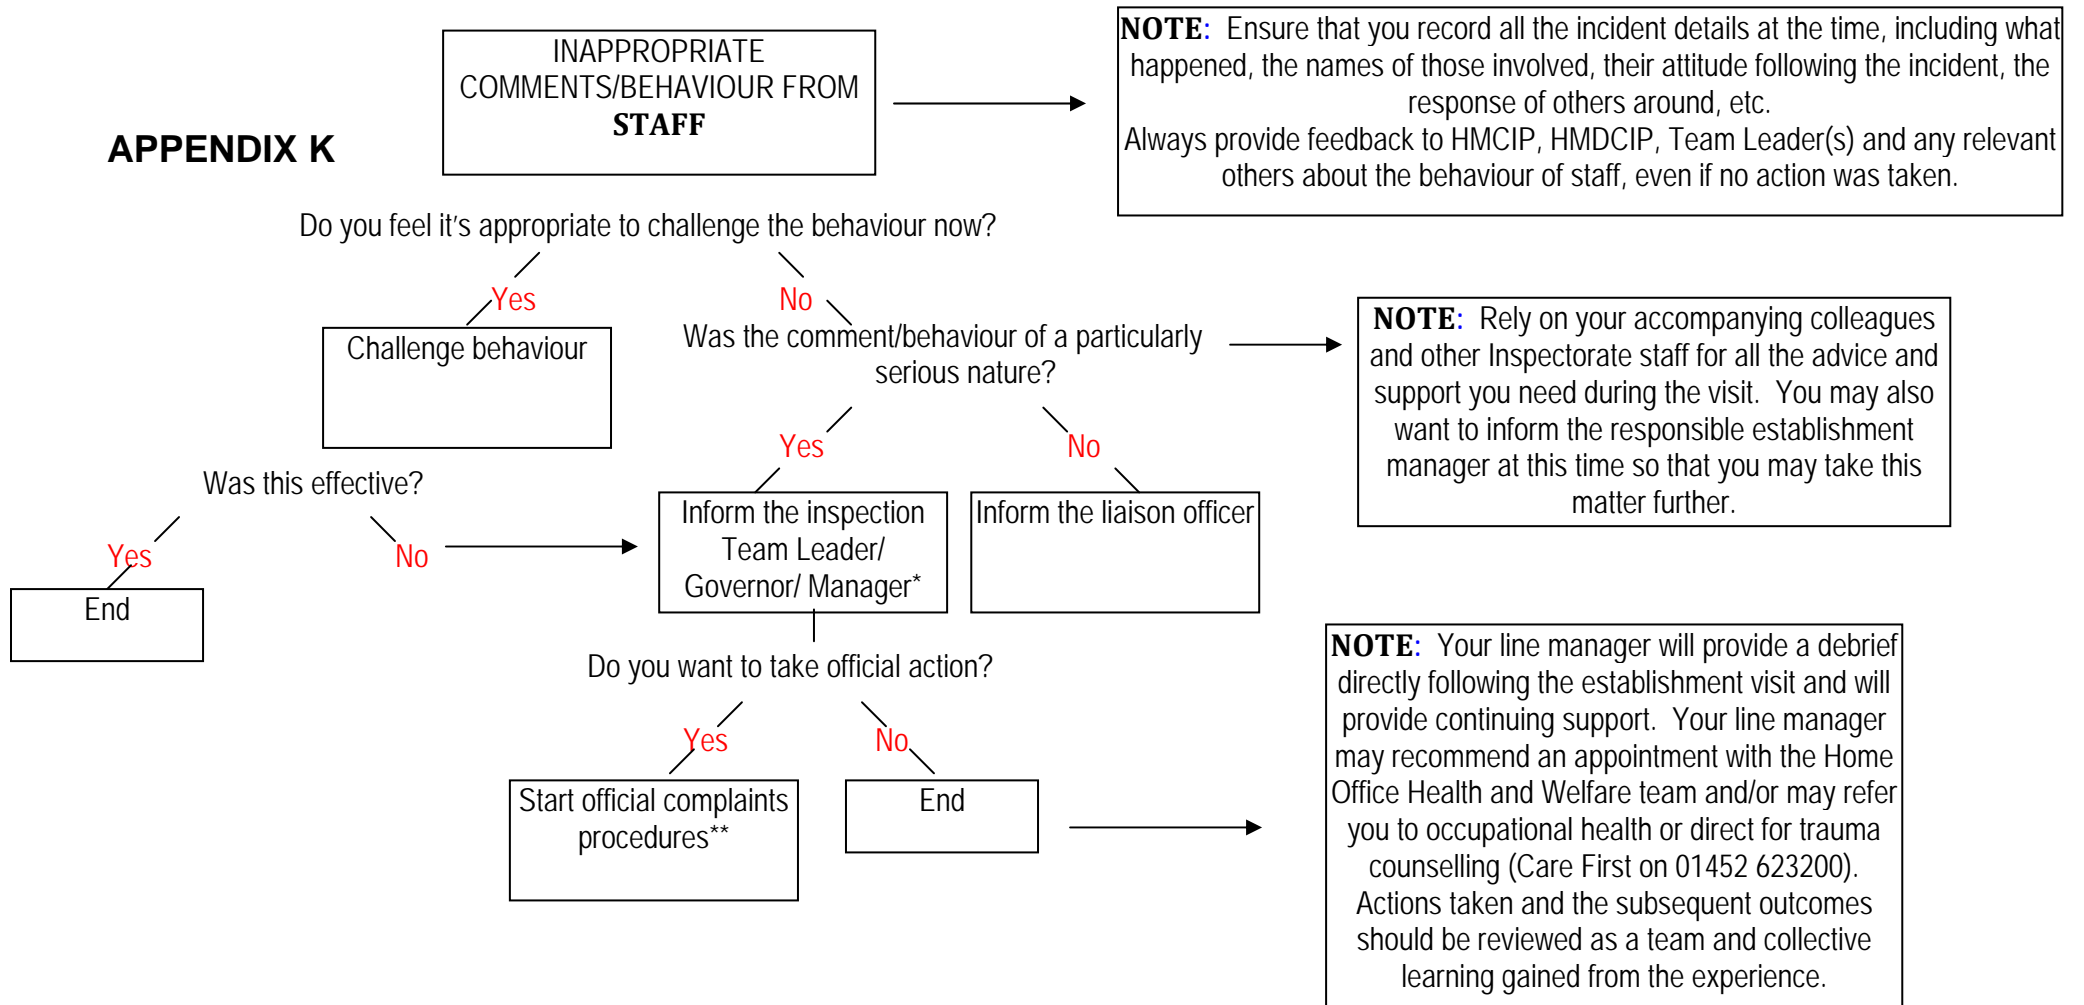 APPENDIX K
INAPPROPRIATE
COMMENTS/BEHAVIOUR FROM
STAFF
NOTE: Ensure that you record all the incident details at the time, including what
happened, the names of those involved, their attitude following the incident, the
response of others around, etc.
Always provide feedback to HMCIP, HMDCIP, Team Leader(s) and any relevant
others about the behaviour of staff, even if no action was taken.
Do you feel it's appropriate to challenge the behaviour now?
Yes
No
Challenge behaviour
Was the comment/behaviour of a particularly
serious nature?
NOTE: Rely on your accompanying colleagues
and other Inspectorate staff for all the advice and
support you need during the visit. You may also
want to inform the responsible establishment
manager at this time so that you may take this
matter further.
Yes
No
Was this effective?
Yes
No
End
Inform the inspection
Team Leader/
Governor/ Manager*
Inform the liaison officer
Do you want to take official action?
Yes
No
Start official complaints
procedures**
End
NOTE: Your line manager will provide a debrief
directly following the establishment visit and will
provide continuing support. Your line manager
may recommend an appointment with the Home
Office Health and Welfare team and/or may refer
you to occupational health or direct for trauma
counselling (Care First on 01452 623200).
Actions taken and the subsequent outcomes
should be reviewed as a team and collective
learning gained from the experience.